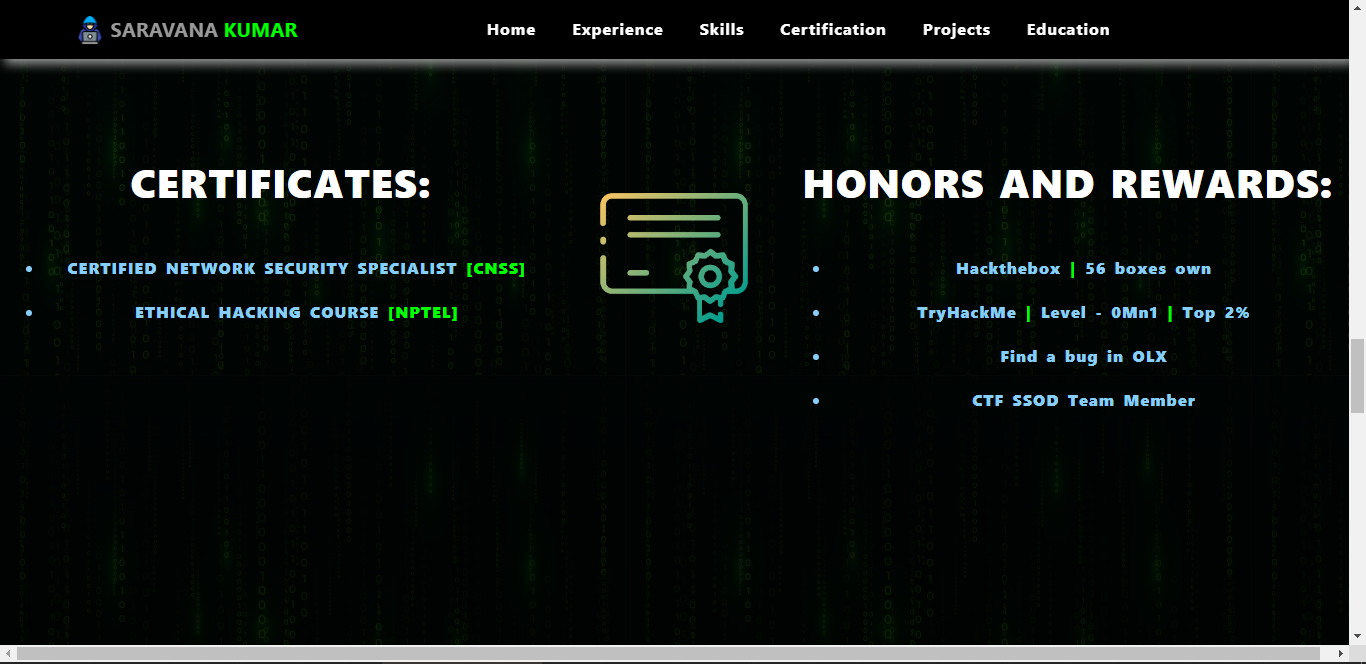 SARAVANA KUMAR
Home
Experience
Skills
Certification
Projects
Education
CERTIFICATES:
CERTIFIED NETWORK SECURITY SPECIALIST [CNSS]
ETHICAL HACKING COURSE [NPTEL]
HONORS AND REWARDS:
Hackthebox | 56 boxes own
TryHackMe | Level - 0Mn1 | Top 2%
Find a bug in OLX
CTF SSOD Team Member